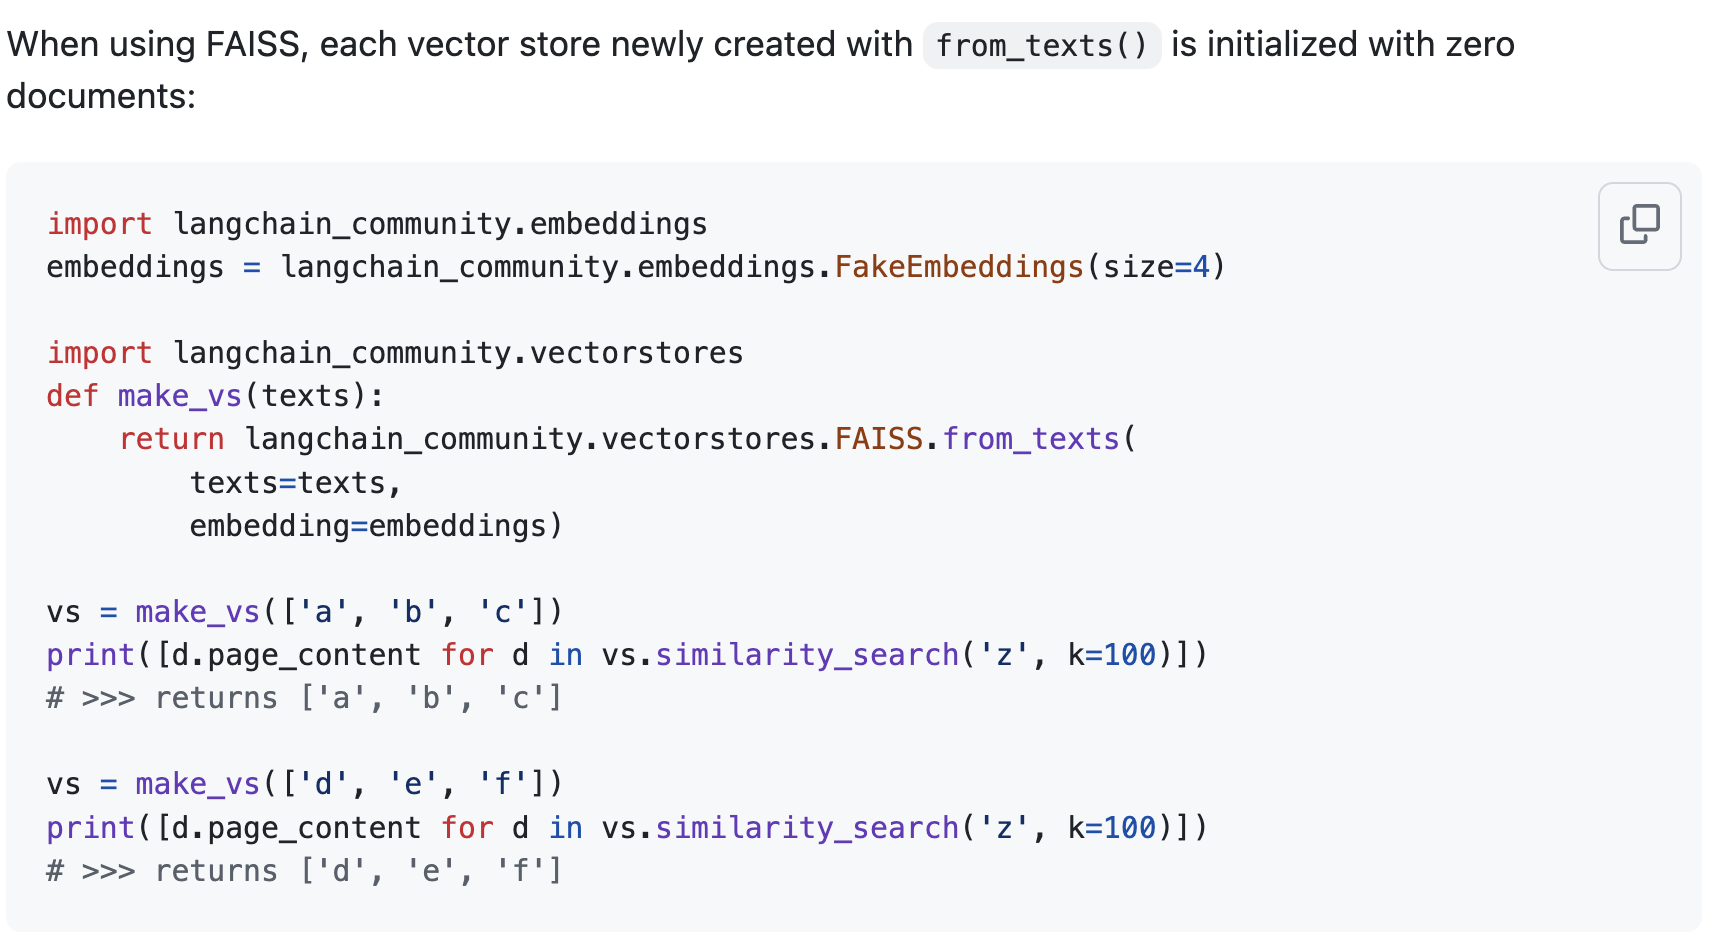 When using FAISS, each vector store newly created with from_texts() is initialized with zero
documents:
import langchain_community.embeddings
embeddings = langchain_community.embeddings.FakeEmbeddings(size=4)
import langchain_community.vectorstores
def make_vs(texts):
    return langchain_community.vectorstores.FAISS.from_texts(
        texts=texts,
        embedding=embeddings)
vs = make_vs(['a', 'b', 'c'])
print([d.page_content for d in vs.similarity_search('z', k=100)])
# >>> returns ['a', 'b', 'c']
vs = make_vs(['d', 'e', 'f'])
print([d.page_content for d in vs.similarity_search('z', k=100)])
# >>> returns ['d', 'e', 'f']